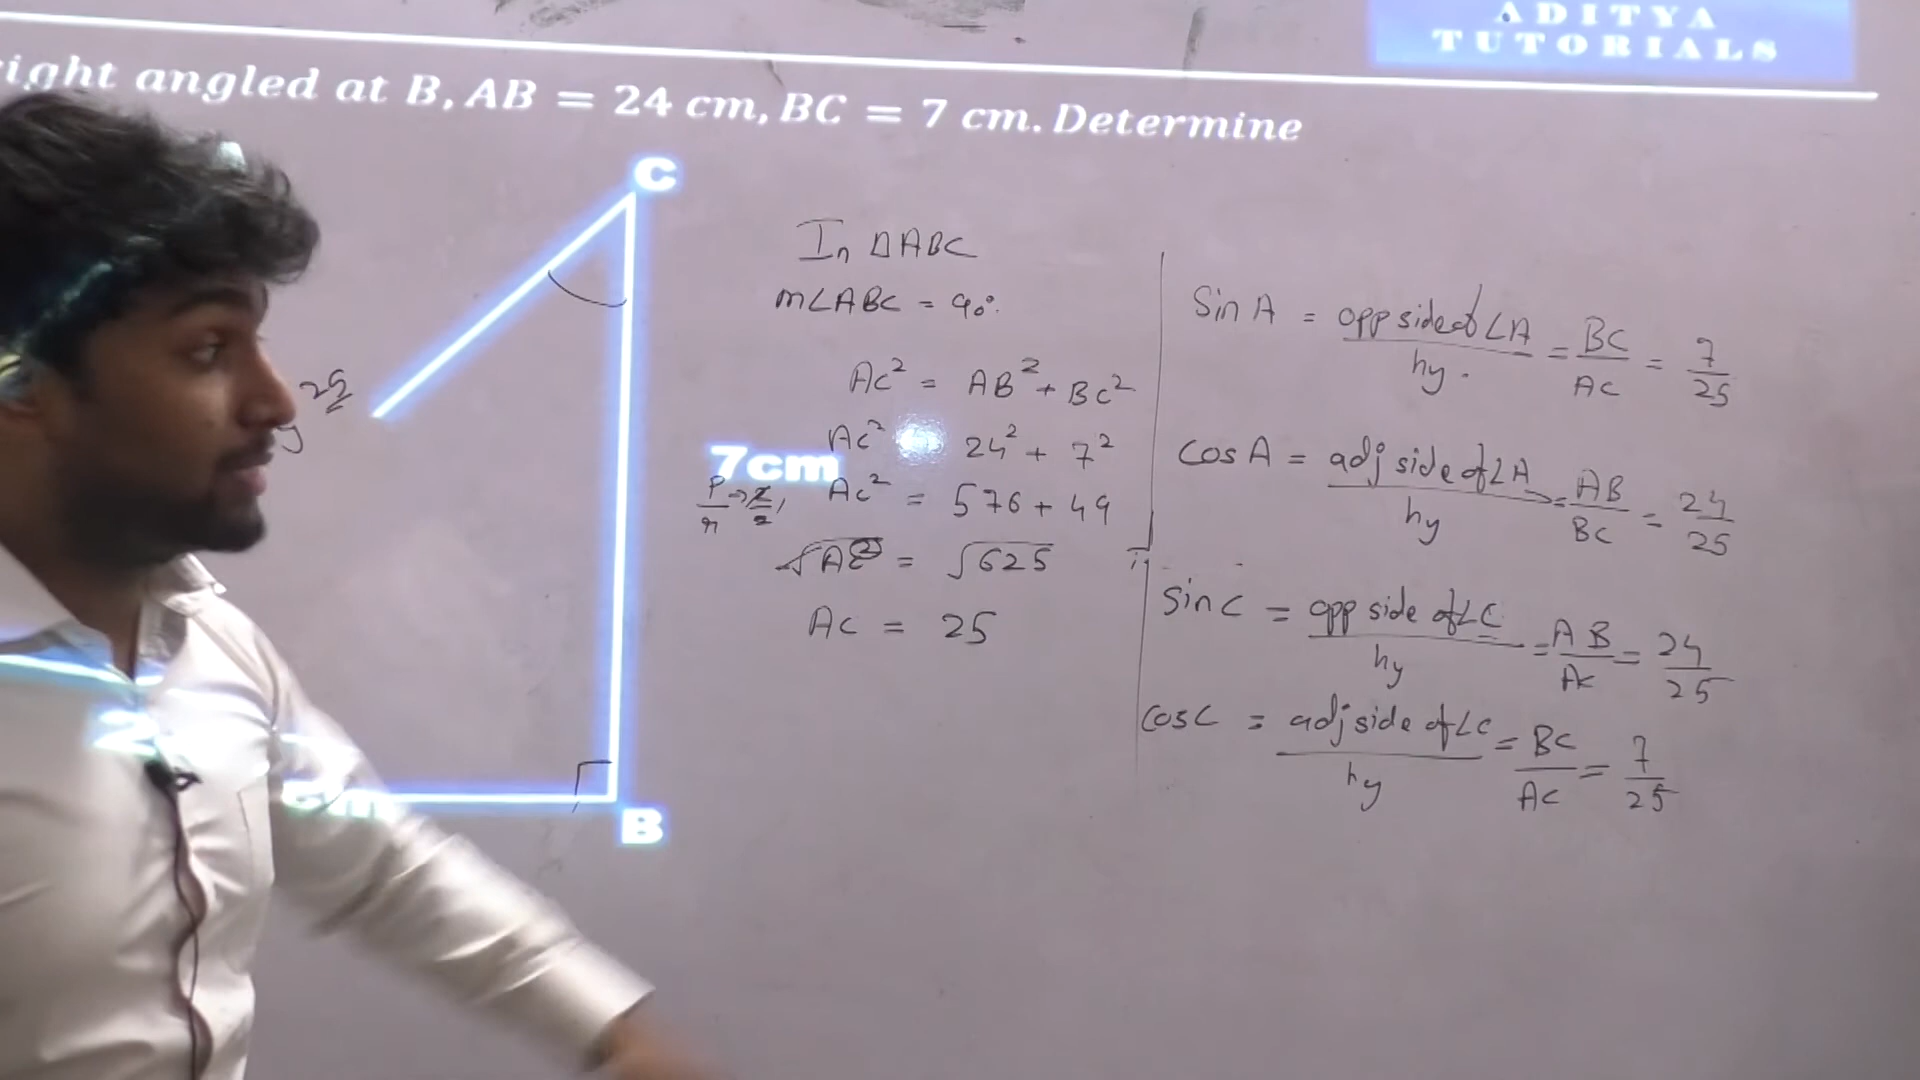 ADITYA
TUTORIALS
ight angled at B, AB = 24 cm, BC = 7 cm. Determine
C
In ΔABC
m∠ABC = 90°.
AC² = AB² + BC²
AC² = 24² + 7²
7cm
AC² = 576 + 49
√AC² = √625
AC = 25
25
cm
B
Sin A = opp side of ∠A / hy. = BC / AC = 7 / 25
Cos A = adj side of ∠A / hy = AB / BC = 24 / 25
Sin C = opp side of ∠C / hy = AB / AC = 24 / 25
Cos C = adj side of ∠C / hy = BC / AC = 7 / 25